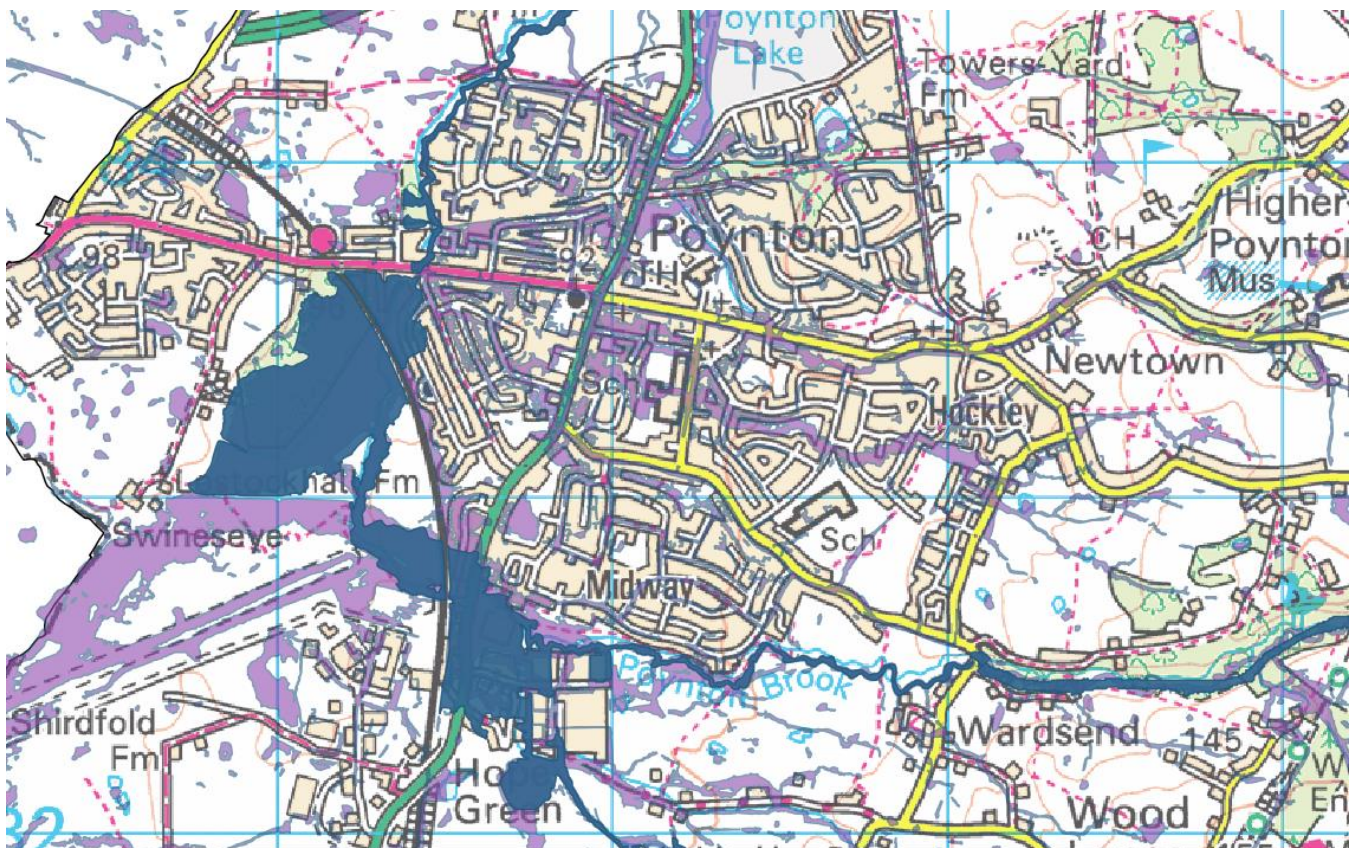 Poynton
Lake
Towers-Yard
Fm
Higher
Poynton
Mus
CH
98
92
Poynton
TH
Newtown
Sch
Hockley
Lostockhall Fm
Swineseye
Sch
Midway
Poynton Brook
Shirdfold
Fm
Wardsend
145
Hope
Green
Wood
W
En